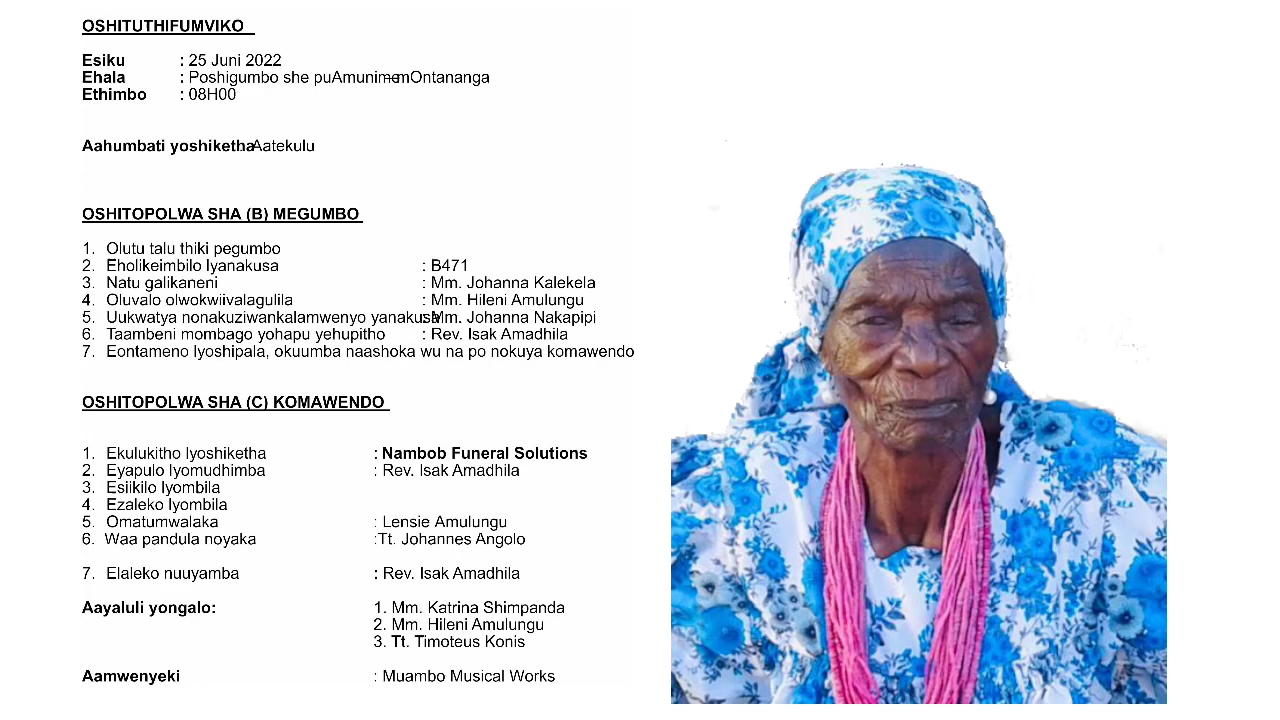 OSHITUTHIFUMVIKO
Esiku : 25 Juni 2022
Ehala : Poshigumbo she puAmunime-mOntananga
Ethimbo : 08H00
Aahumbati yoshiketha Aatekulu
OSHITOPOLWA SHA (B) MEGUMBO
1. Olutu talu thiki pegumbo
2. Eholikeimbilo lyanakusa : B471
3. Natu galikaneni : Mm. Johanna Kalekela
4. Oluvalo olwokwiivalagulila : Mm. Hileni Amulungu
5. Uukwatya nonakuziwankalamwenyo yanakusa : Mm. Johanna Nakapipi
6. Taambeni mombago yohapu yehupitho : Rev. Isak Amadhila
7. Eontameno lyoshipala, okuumba naashoka wu na po nokuya komawendo
OSHITOPOLWA SHA (C) KOMAWENDO
1. Ekulukitho lyoshiketha : Nambob Funeral Solutions
2. Eyapulo lyomudhimba : Rev. Isak Amadhila
3. Esiikilo lyombila
4. Ezaleko lyombila
5. Omatumwalaka : Lensie Amulungu
6. Waa pandula noyaka :Tt. Johannes Angolo
7. Elaleko nuuyamba : Rev. Isak Amadhila
Aayaluli yongalo: 1. Mm. Katrina Shimpanda
2. Mm. Hileni Amulungu
3. Tt. Timoteus Konis
Aamwenyeki : Muambo Musical Works